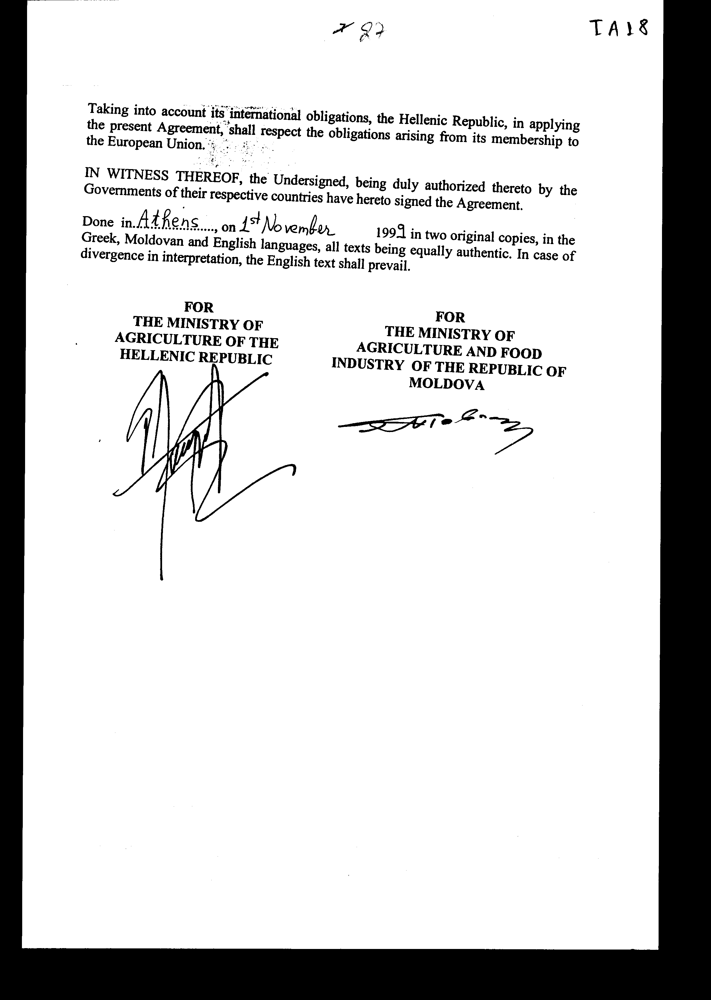 7 87
TA18
Taking into account its international obligations, the Hellenic Republic, in applying
the present Agreement, shall respect the obligations arising from its membership to
the European Union.
IN WITNESS THEREOF, the Undersigned, being duly authorized thereto by the
Governments of their respective countries have hereto signed the Agreement.
Done in..Athens......, on 1st November 1999 in two original copies, in the
Greek, Moldovan and English languages, all texts being equally authentic. In case of
divergence in interpretation, the English text shall prevail.
FOR
THE MINISTRY OF
AGRICULTURE OF THE
HELLENIC REPUBLIC
FOR
THE MINISTRY OF
AGRICULTURE AND FOOD
INDUSTRY OF THE REPUBLIC OF
MOLDOVA